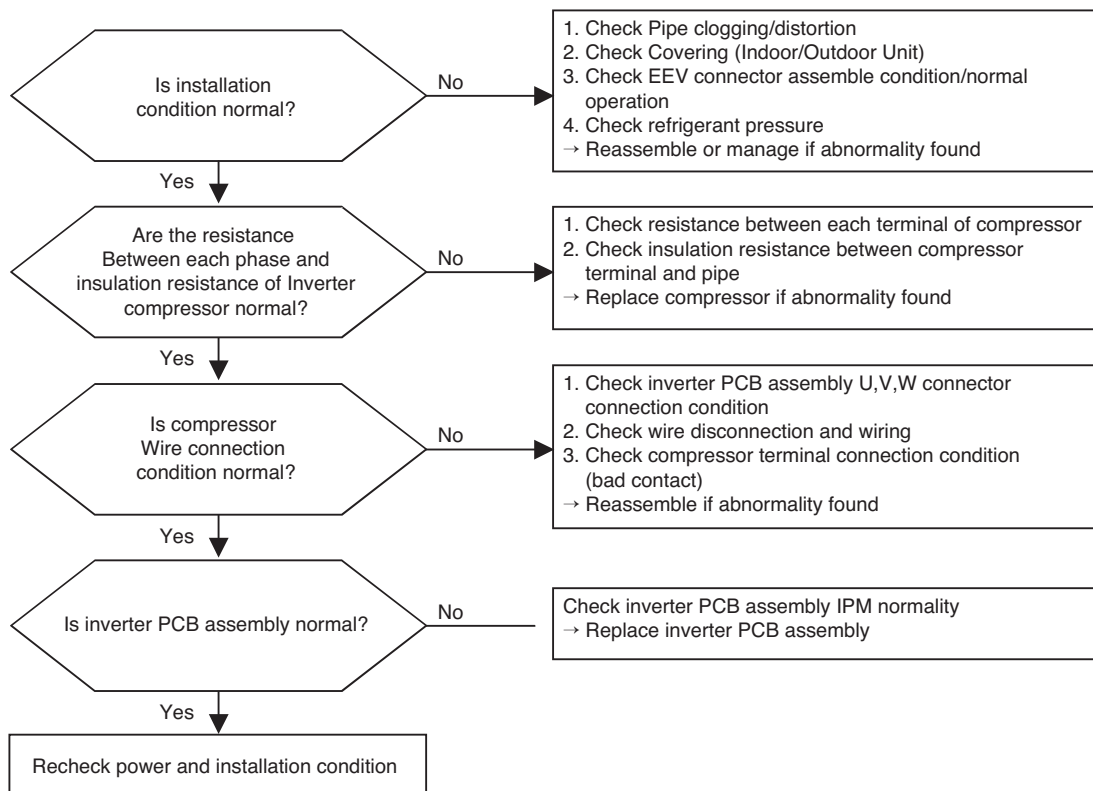 Is installation
condition normal?
No
1. Check Pipe clogging/distortion
2. Check Covering (Indoor/Outdoor Unit)
3. Check EEV connector assemble condition/normal
operation
4. Check refrigerant pressure
→ Reassemble or manage if abnormality found
Yes
Are the resistance
Between each phase and
insulation resistance of Inverter
compressor normal?
No
1. Check resistance between each terminal of compressor
2. Check insulation resistance between compressor
terminal and pipe
→ Replace compressor if abnormality found
Yes
Is compressor
Wire connection
condition normal?
No
1. Check inverter PCB assembly U,V,W connector
connection condition
2. Check wire disconnection and wiring
3. Check compressor terminal connection condition
(bad contact)
→ Reassemble if abnormality found
Yes
Is inverter PCB assembly normal?
No
Check inverter PCB assembly IPM normality
→ Replace inverter PCB assembly
Yes
Recheck power and installation condition